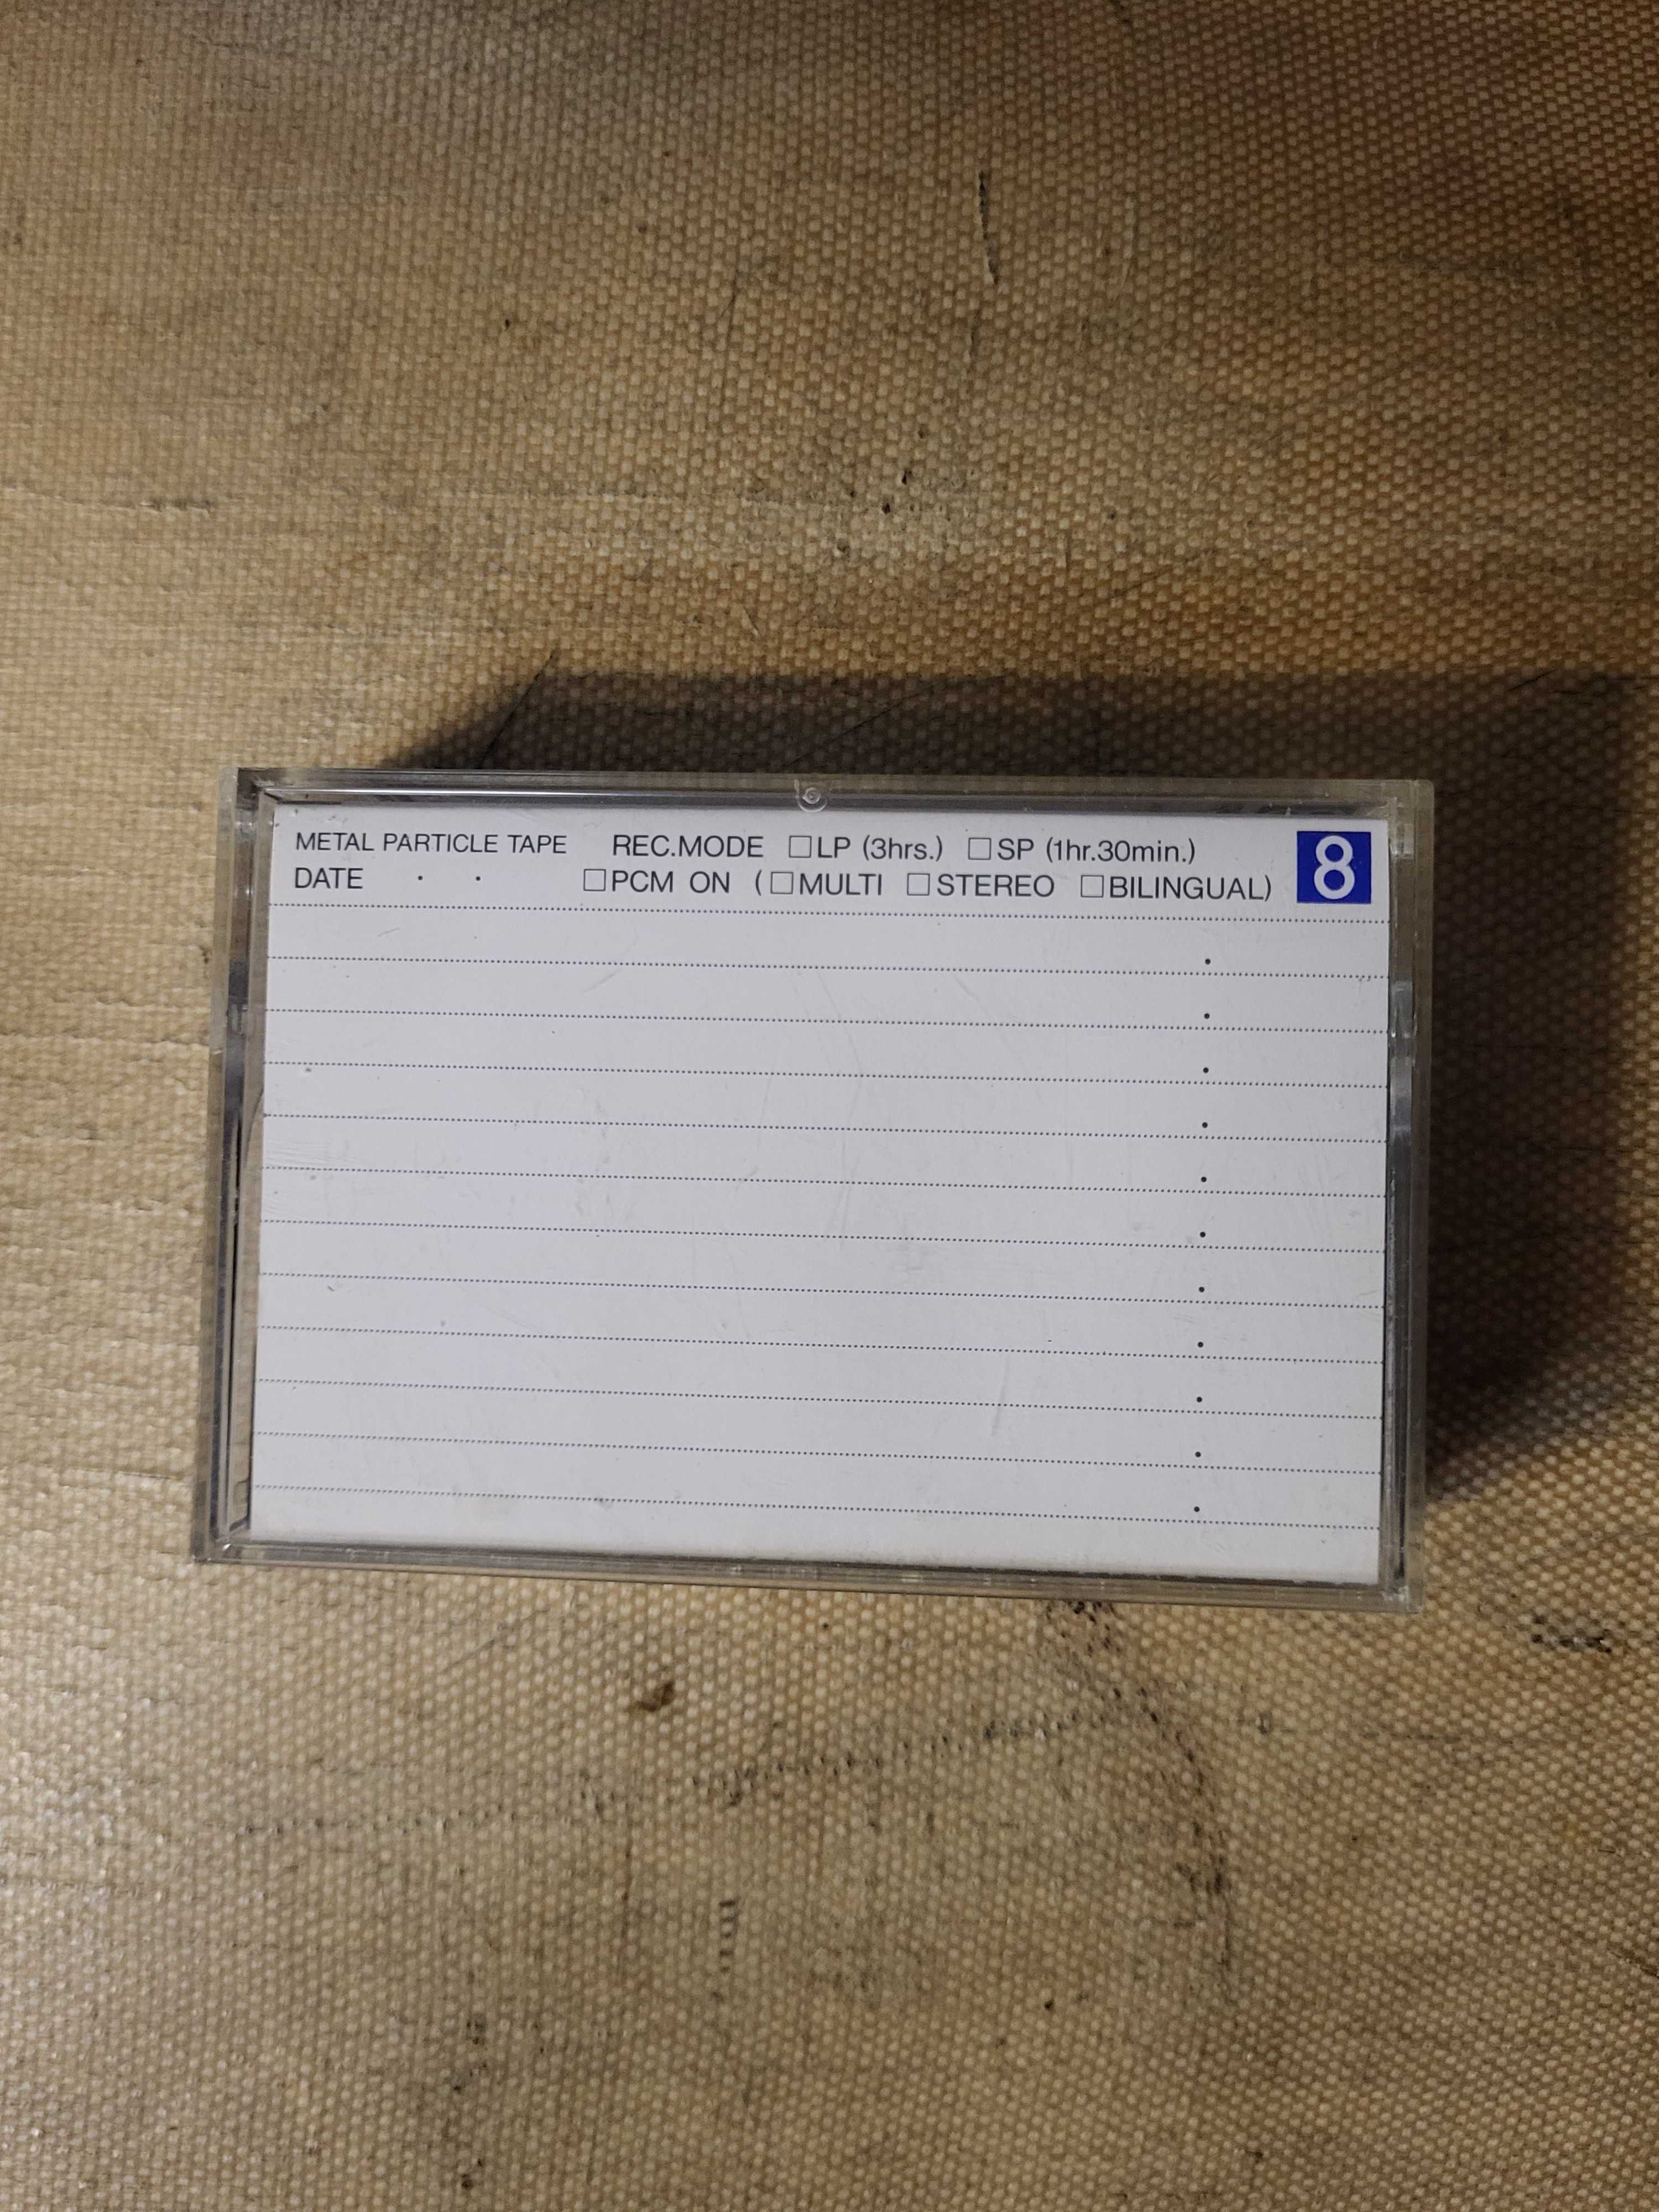 METAL PARTICLE TAPE REC.MODE □LP (3hrs.) □SP (1hr.30min.) 8
DATE . . □PCM ON (□MULTI □STEREO □BILINGUAL)